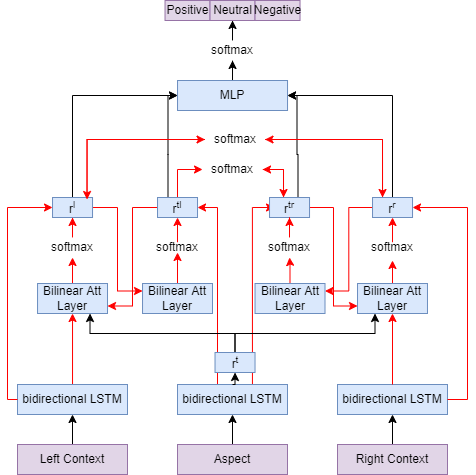 Positive Neutral Negative
softmax
MLP
softmax
softmax
r^l r^tl r^tr r^r
softmax softmax softmax softmax
Bilinear Att Bilinear Att Bilinear Att Bilinear Att
Layer Layer Layer Layer
r^t
bidirectional LSTM bidirectional LSTM bidirectional LSTM
Left Context Aspect Right Context